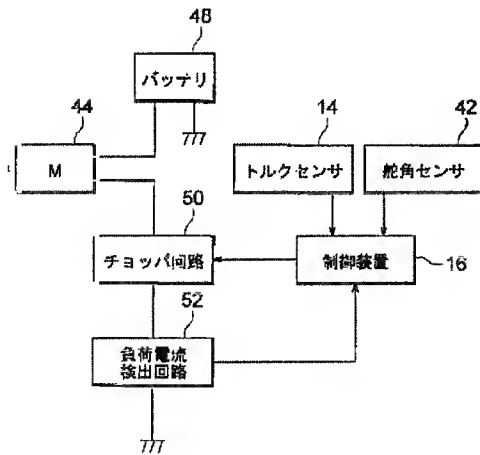 48
バッテリ
44
M
14
トルクセンサ
42
舵角センサ
50
チョッパ回路
制御装置
16
52
負荷電流
検出回路